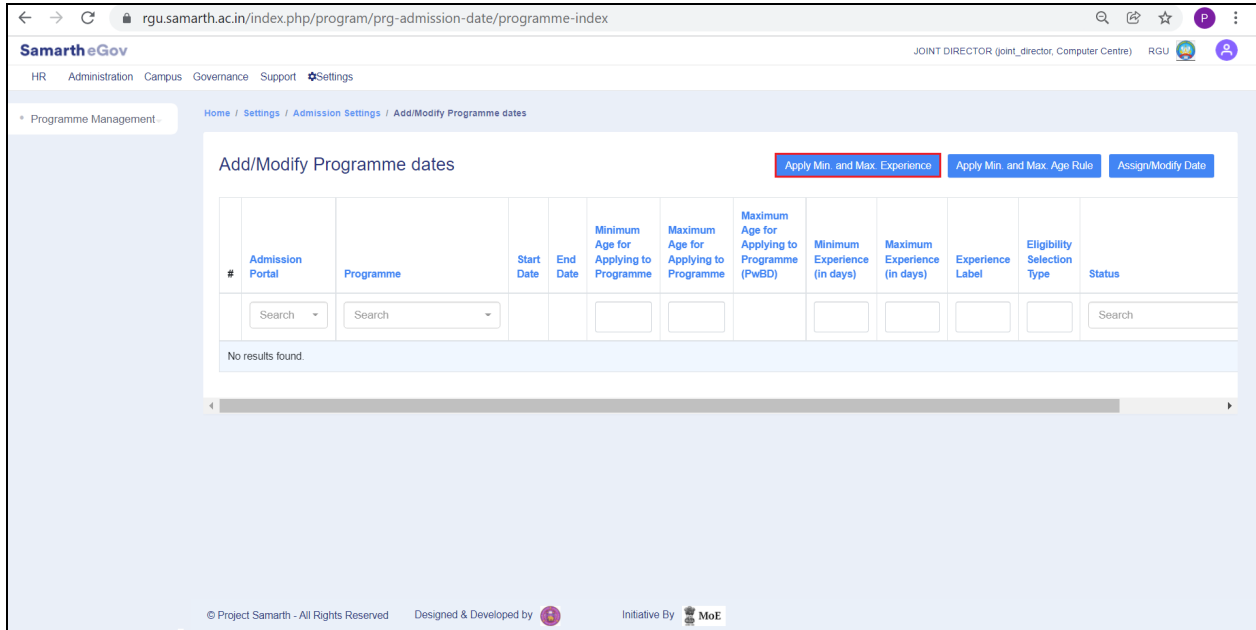 rgu.samarth.ac.in/index.php/program/prg-admission-date/programme-index
P
Samarth eGov
JOINT DIRECTOR (joint_director, Computer Centre) RGU
HR Administration Campus Governance Support Settings
Programme Management
Home / Settings / Admission Settings / Add/Modify Programme dates
Add/Modify Programme dates
Apply Min. and Max. Experience
Apply Min. and Max. Age Rule
Assign/Modify Date
#
Admission
Portal
Programme
Start
Date
End
Date
Minimum
Age for
Applying to
Programme
Maximum
Age for
Applying to
Programme
Maximum
Age for
Applying to
Programme
(PwBD)
Minimum
Experience
(in days)
Maximum
Experience
(in days)
Experience
Label
Eligibility
Selection
Type
Status
Search
Search
Search
No results found.
© Project Samarth - All Rights Reserved Designed & Developed by Initiative By MoE